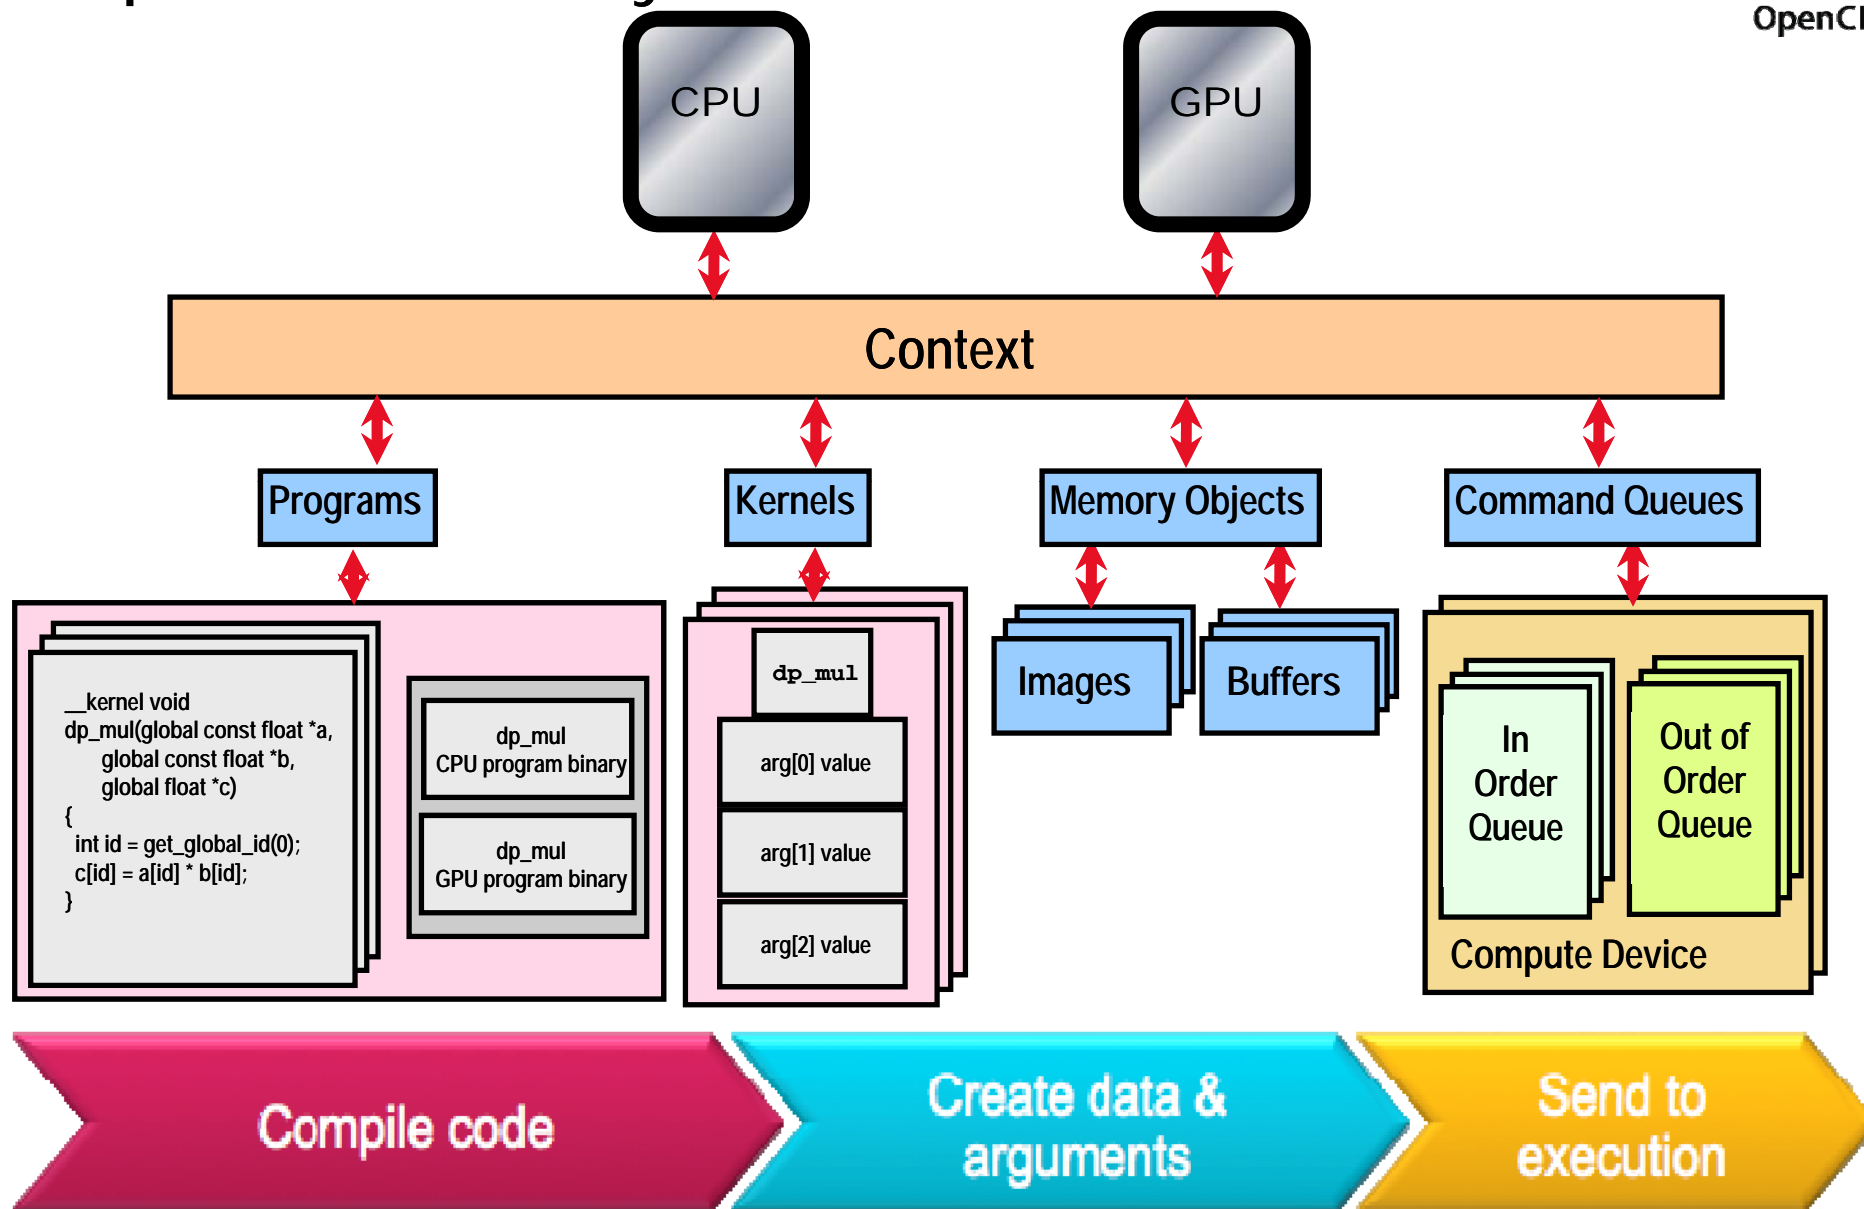 OpenCl
CPU
GPU
Context
Programs
Kernels
Memory Objects
Command Queues
__kernel void
dp_mul(global const float *a,
global const float *b,
global float *c)
{
int id = get_global_id(0);
c[id] = a[id] * b[id];
}
dp_mul
CPU program binary
dp_mul
GPU program binary
dp_mul
arg[0] value
arg[1] value
arg[2] value
Images
Buffers
In
Order
Queue
Out of
Order
Queue
Compute Device
Compile code
Create data &
arguments
Send to
execution